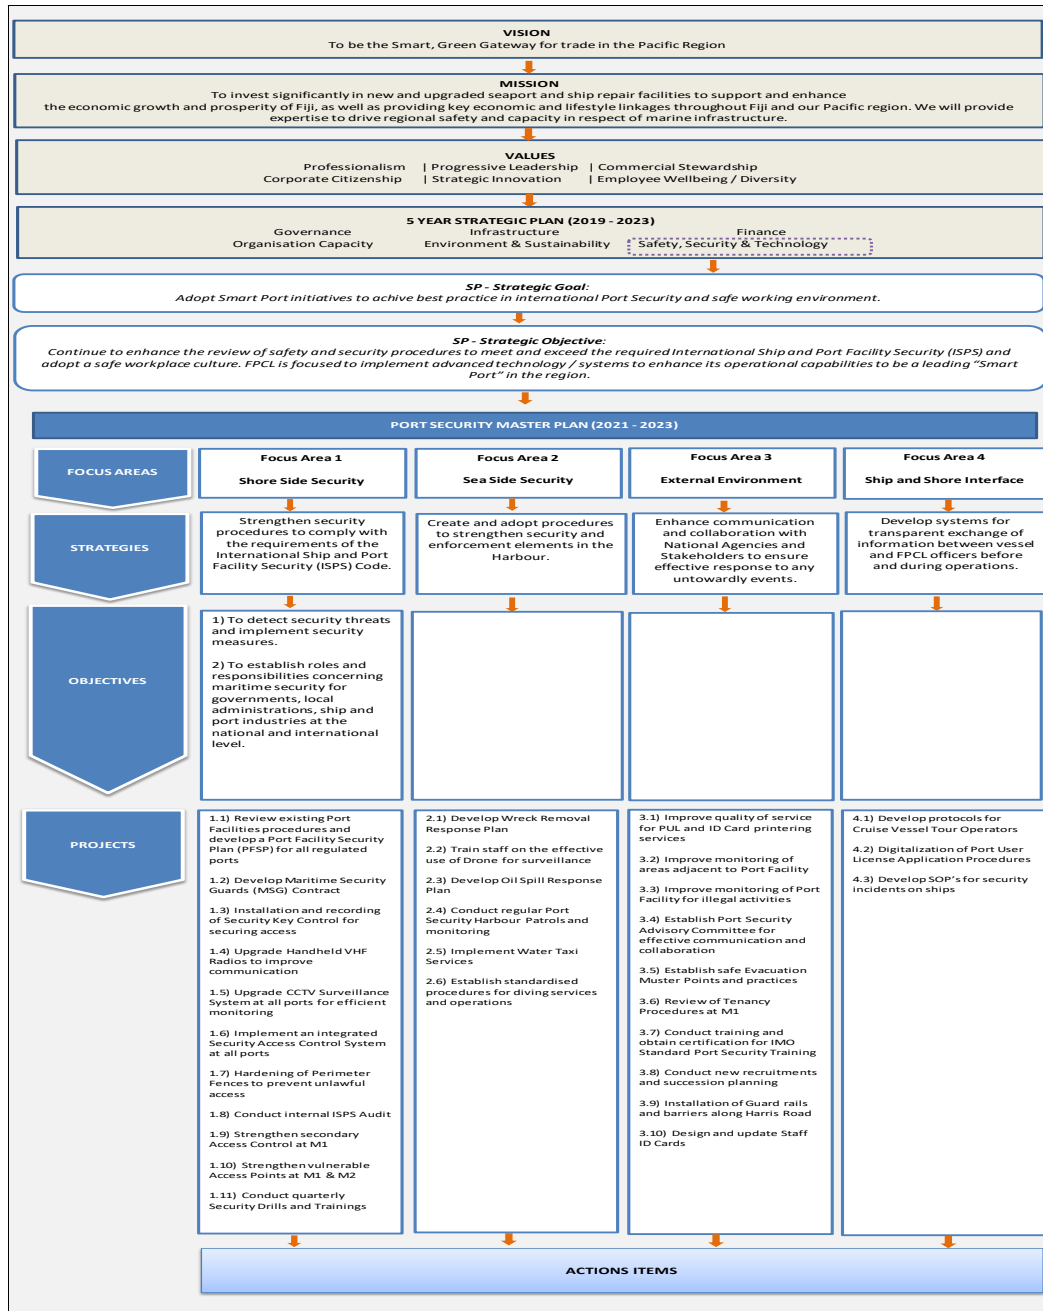 VISION
To be the Smart, Green Gateway for trade in the Pacific Region
MISSION
To invest significantly in new and upgraded seaport and ship repair facilities to support and enhance
the economic growth and prosperity of Fiji, as well as providing key economic and lifestyle linkages throughout Fiji and our Pacific region. We will provide
expertise to drive regional safety and capacity in respect of marine infrastructure.
VALUES
Professionalism | Progressive Leadership | Commercial Stewardship
Corporate Citizenship | Strategic Innovation | Employee Wellbeing / Diversity
5 YEAR STRATEGIC PLAN (2019 - 2023)
Governance Infrastructure Finance
Organisation Capacity Environment & Sustainability Safety, Security & Technology
SP - Strategic Goal:
Adopt Smart Port initiatives to achive best practice in international Port Security and safe working environment.
SP - Strategic Objective:
Continue to enhance the review of safety and security procedures to meet and exceed the required International Ship and Port Facility Security (ISPS) and
adopt a safe workplace culture. FPCL is focused to implement advanced technology / systems to enhance its operational capabilities to be a leading "Smart
Port" in the region.
PORT SECURITY MASTER PLAN (2021 - 2023)
FOCUS AREAS
Focus Area 1
Shore Side Security
Focus Area 2
Sea Side Security
Focus Area 3
External Environment
Focus Area 4
Ship and Shore Interface
STRATEGIES
Strengthen security
procedures to comply with
the requirements of the
International Ship and Port
Facility Security (ISPS) Code.
Create and adopt procedures
to strengthen security and
enforcement elements in the
Harbour.
Enhance communication
and collaboration with
National Agencies and
Stakeholders to ensure
effective response to any
untowardly events.
Develop systems for
transparent exchange of
information between vessel
and FPCL officers before
and during operations.
OBJECTIVES
1) To detect security threats
and implement security
measures.
2) To establish roles and
responsibilities concerning
maritime security for
governments, local
administrations, ship and
port industries at the
national and international
level.
PROJECTS
1.1) Review existing Port
Facilities procedures and
develop a Port Facility Security
Plan (PFSP) for all regulated
ports
1.2) Develop Maritime Security
Guards (MSG) Contract
1.3) Installation and recording
of Security Key Control for
securing access
1.4) Upgrade Handheld VHF
Radios to improve
communication
1.5) Upgrade CCTV Surveillance
System at all ports for efficient
monitoring
1.6) Implement an integrated
Security Access Control System
at all ports
1.7) Hardening of Perimeter
Fences to prevent unlawful
access
1.8) Conduct internal ISPS Audit
1.9) Strengthen secondary
Access Control at M1
1.10) Strengthen vulnerable
Access Points at M1 & M2
1.11) Conduct quarterly
Security Drills and Trainings
2.1) Develop Wreck Removal
Response Plan
2.2) Train staff on the effective
use of Drone for surveillance
2.3) Develop Oil Spill Response
Plan
2.4) Conduct regular Port
Security Harbour Patrols and
monitoring
2.5) Implement Water Taxi
Services
2.6) Establish standardised
procedures for diving services
and operations
3.1) Improve quality of service
for PUL and ID Card printering
services
3.2) Improve monitoring of
areas adjacent to Port Facility
3.3) Improve monitoring of Port
Facility for illegal activities
3.4) Establish Port Security
Advisory Committee for
effective communication and
collaboration
3.5) Establish safe Evacuation
Muster Points and practices
3.6) Review of Tenancy
Procedures at M1
3.7) Conduct training and
obtain certification for IMO
Standard Port Security Training
3.8) Conduct new recruitments
and succession planning
3.9) Installation of Guard rails
and barriers along Harris Road
3.10) Design and update Staff
ID Cards
4.1) Develop protocols for
Cruise Vessel Tour Operators
4.2) Digitalization of Port User
License Application Procedures
4.3) Develop SOP's for security
incidents on ships
ACTIONS ITEMS